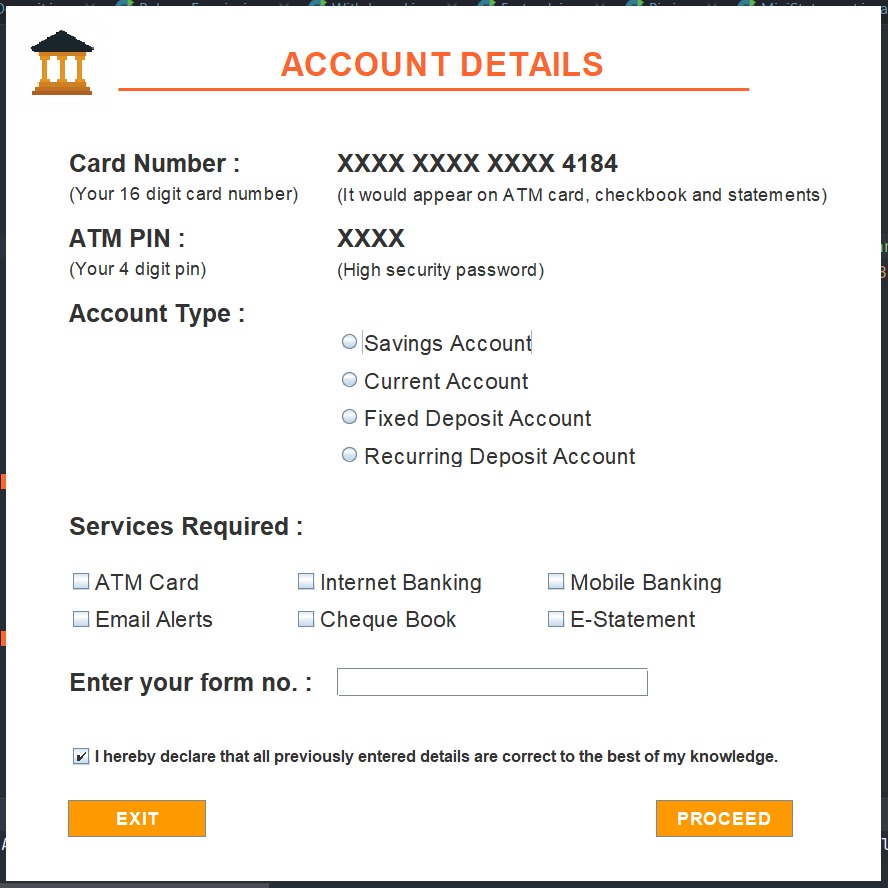 ACCOUNT DETAILS
Card Number : XXXX XXXX XXXX 4184
(Your 16 digit card number) (It would appear on ATM card, checkbook and statements)
ATM PIN : XXXX
(Your 4 digit pin) (High security password)
Account Type :
Savings Account
Current Account
Fixed Deposit Account
Recurring Deposit Account
Services Required :
ATM Card Internet Banking Mobile Banking
Email Alerts Cheque Book E-Statement
Enter your form no. :
I hereby declare that all previously entered details are correct to the best of my knowledge.
EXIT PROCEED